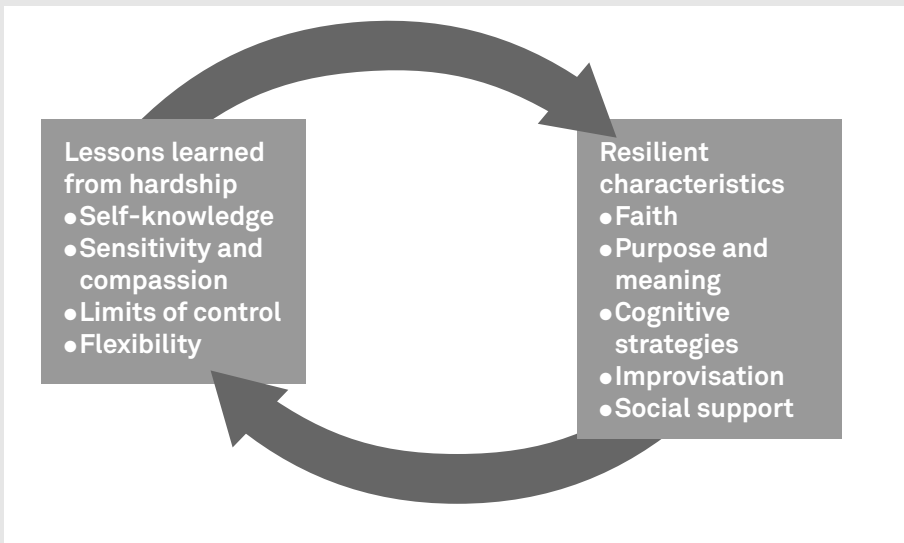 Lessons learned
from hardship
●Self-knowledge
●Sensitivity and
compassion
●Limits of control
●Flexibility
Resilient
characteristics
●Faith
●Purpose and
meaning
●Cognitive
strategies
●Improvisation
●Social support